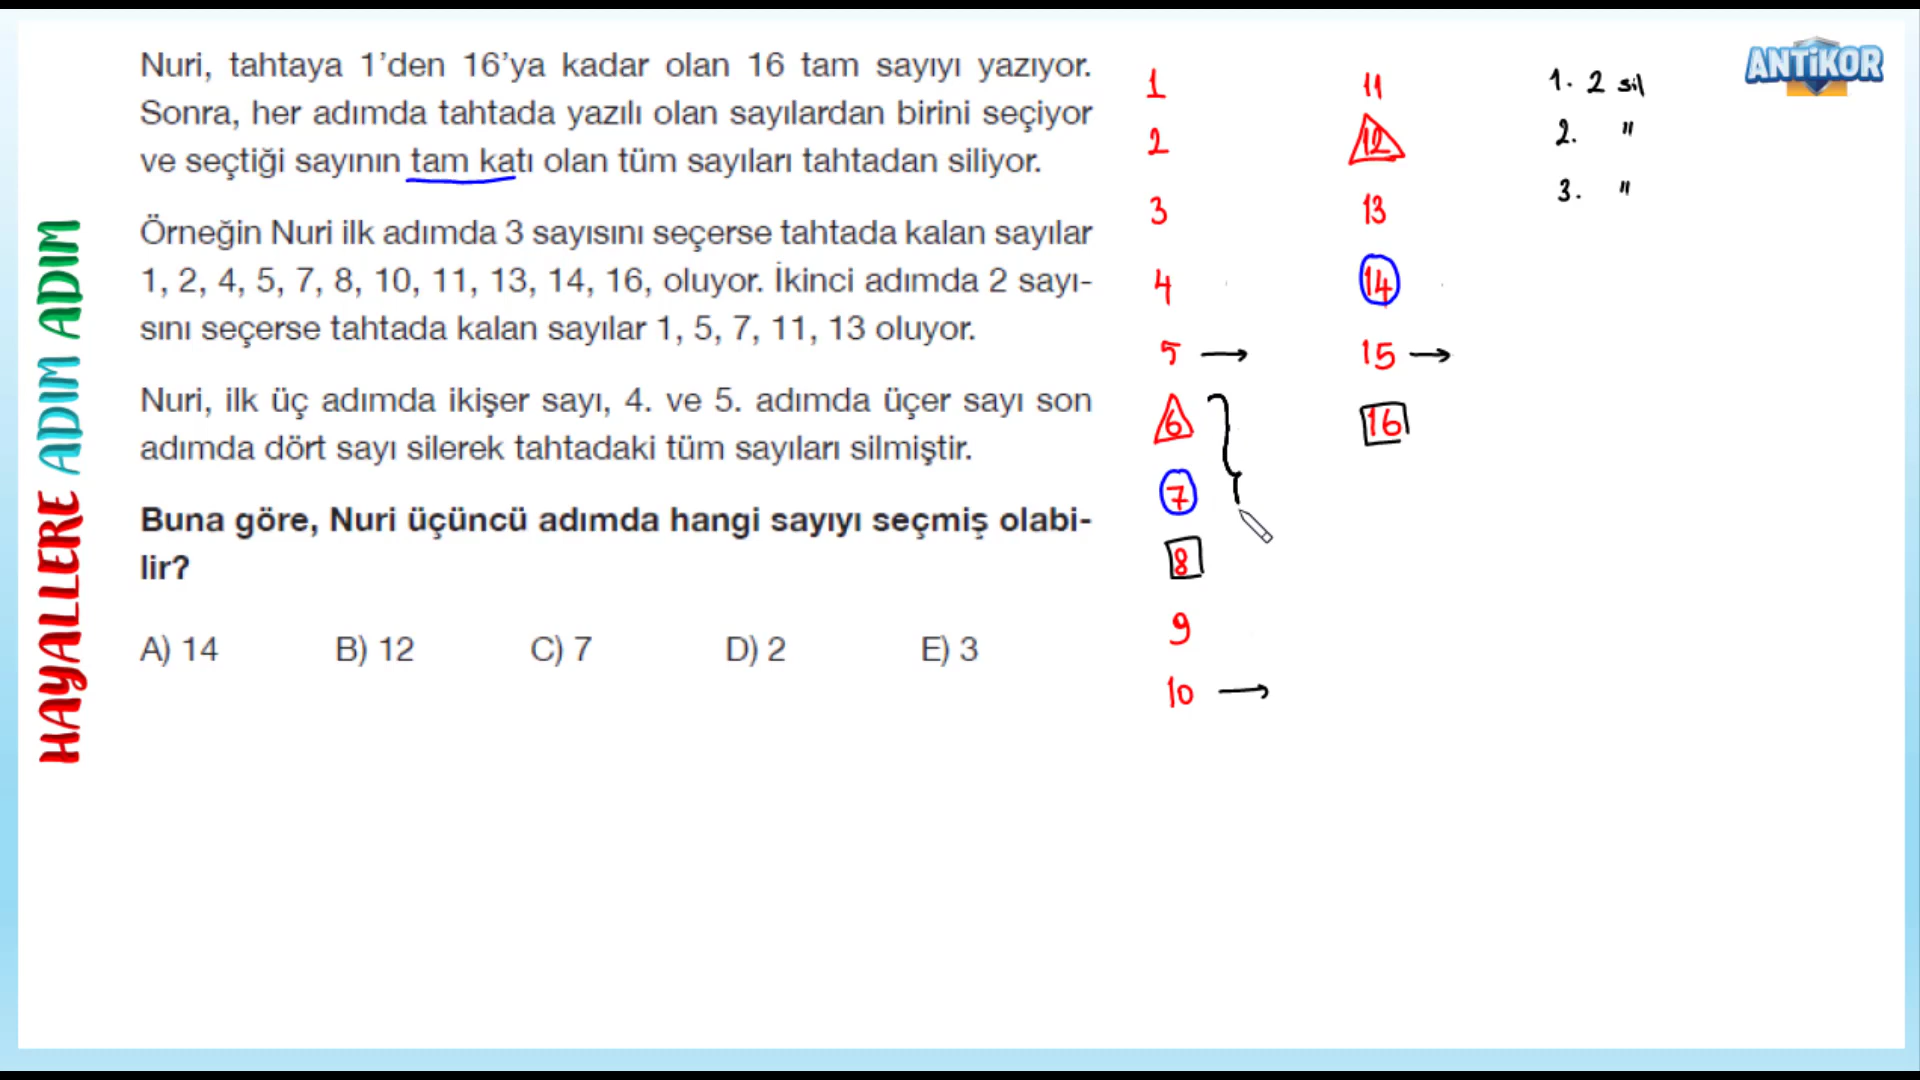 Nuri, tahtaya 1’den 16’ya kadar olan 16 tam sayıyı yazıyor.
Sonra, her adımda tahtada yazılı olan sayılardan birini seçiyor
ve seçtiği sayının tam katı olan tüm sayıları tahtadan siliyor.
Örneğin Nuri ilk adımda 3 sayısını seçerse tahtada kalan sayılar
1, 2, 4, 5, 7, 8, 10, 11, 13, 14, 16, oluyor. İkinci adımda 2 sayı-
sını seçerse tahtada kalan sayılar 1, 5, 7, 11, 13 oluyor.
Nuri, ilk üç adımda ikişer sayı, 4. ve 5. adımda üçer sayı son
adımda dört sayı silerek tahtadaki tüm sayıları silmiştir.
Buna göre, Nuri üçüncü adımda hangi sayıyı seçmiş olabi-
lir?
A) 14 B) 12 C) 7 D) 2 E) 3
HAYALLERE ADIM ADIM
1
2
3
4
5 →
6
7
8
9
10 →
11
12
13
14
15 →
16
1. 2 sil
2. "
3. "
ANTiKOR